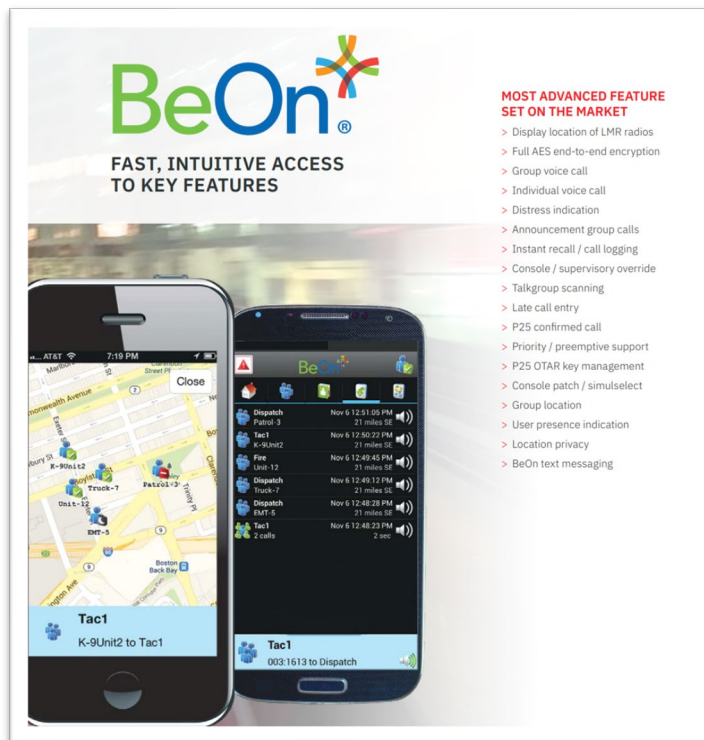 BeOn®
FAST, INTUITIVE ACCESS
TO KEY FEATURES
MOST ADVANCED FEATURE
SET ON THE MARKET
> Display location of LMR radios
> Full AES end-to-end encryption
> Group voice call
> Individual voice call
> Distress indication
> Announcement group calls
> Instant recall / call logging
> Console / supervisory override
> Talkgroup scanning
> Late call entry
> P25 confirmed call
> Priority / preemptive support
> P25 OTAR key management
> Console patch / simulselect
> Group location
> User presence indication
> Location privacy
> BeOn text messaging
AT&T 7:19 PM
Street
Close
2
Exeter St
K-9Unit2
Truck-7
Patrol-3
Unit-12
Trinity Pl
EMT-5
9
9
Boston
Back Bay
Tac1
K-9Unit2 to Tac1
BeOn
Dispatch Nov 6 12:51:05 PM
Patrol-3 21 miles SE
Tac1 Nov 6 12:50:22 PM
K-9Unit2 21 miles SE
Fire Nov 6 12:49:45 PM
Unit-12 21 miles SE
Dispatch Nov 6 12:49:12 PM
Truck-7 21 miles SE
Dispatch Nov 6 12:48:28 PM
EMT-5 21 miles SE
Tac1 Nov 6 12:48:23 PM
2 calls 2 sec
Tac1
003:1613 to Dispatch